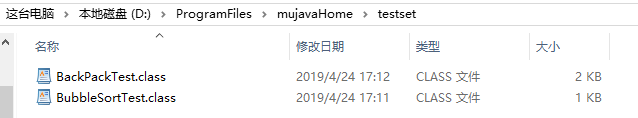 这台电脑 > 本地磁盘 (D:) > ProgramFiles > mujavaHome > testset
名称 修改日期 类型 大小
BackPackTest.class 2019/4/24 17:12 CLASS 文件 2 KB
BubbleSortTest.class 2019/4/24 17:11 CLASS 文件 1 KB